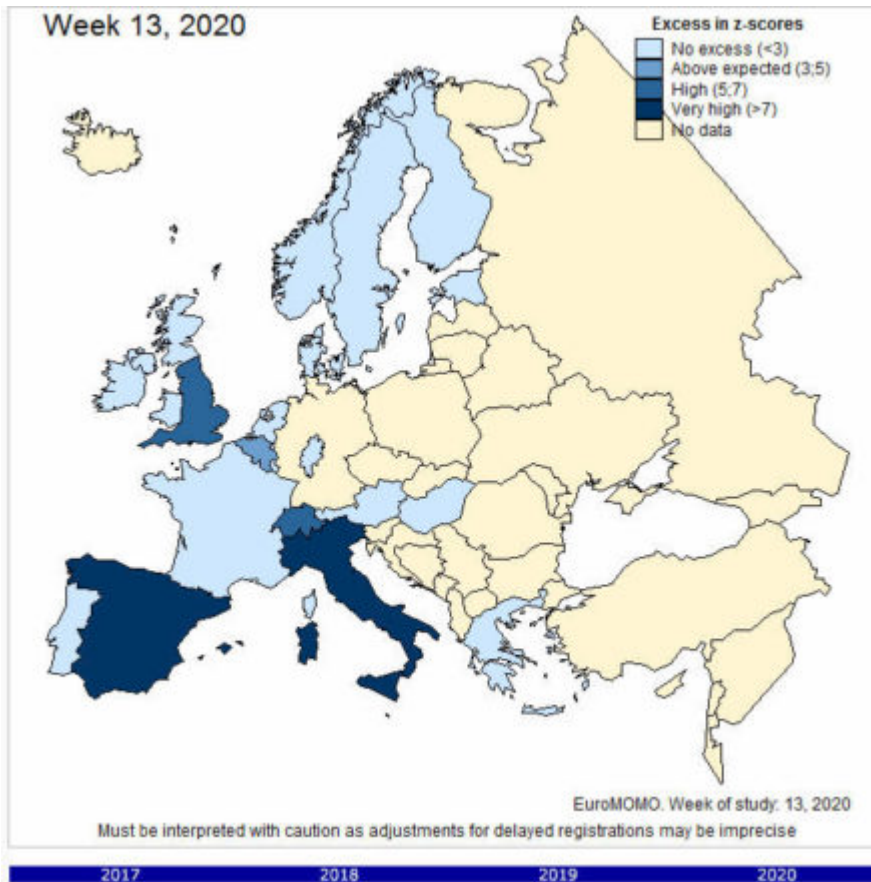 Week 13, 2020
Excess in z-scores
No excess (<3)
Above expected (3;5)
High (5;7)
Very high (>7)
No data
EuroMOMO. Week of study: 13, 2020
Must be interpreted with caution as adjustments for delayed registrations may be imprecise
2017 2018 2019 2020